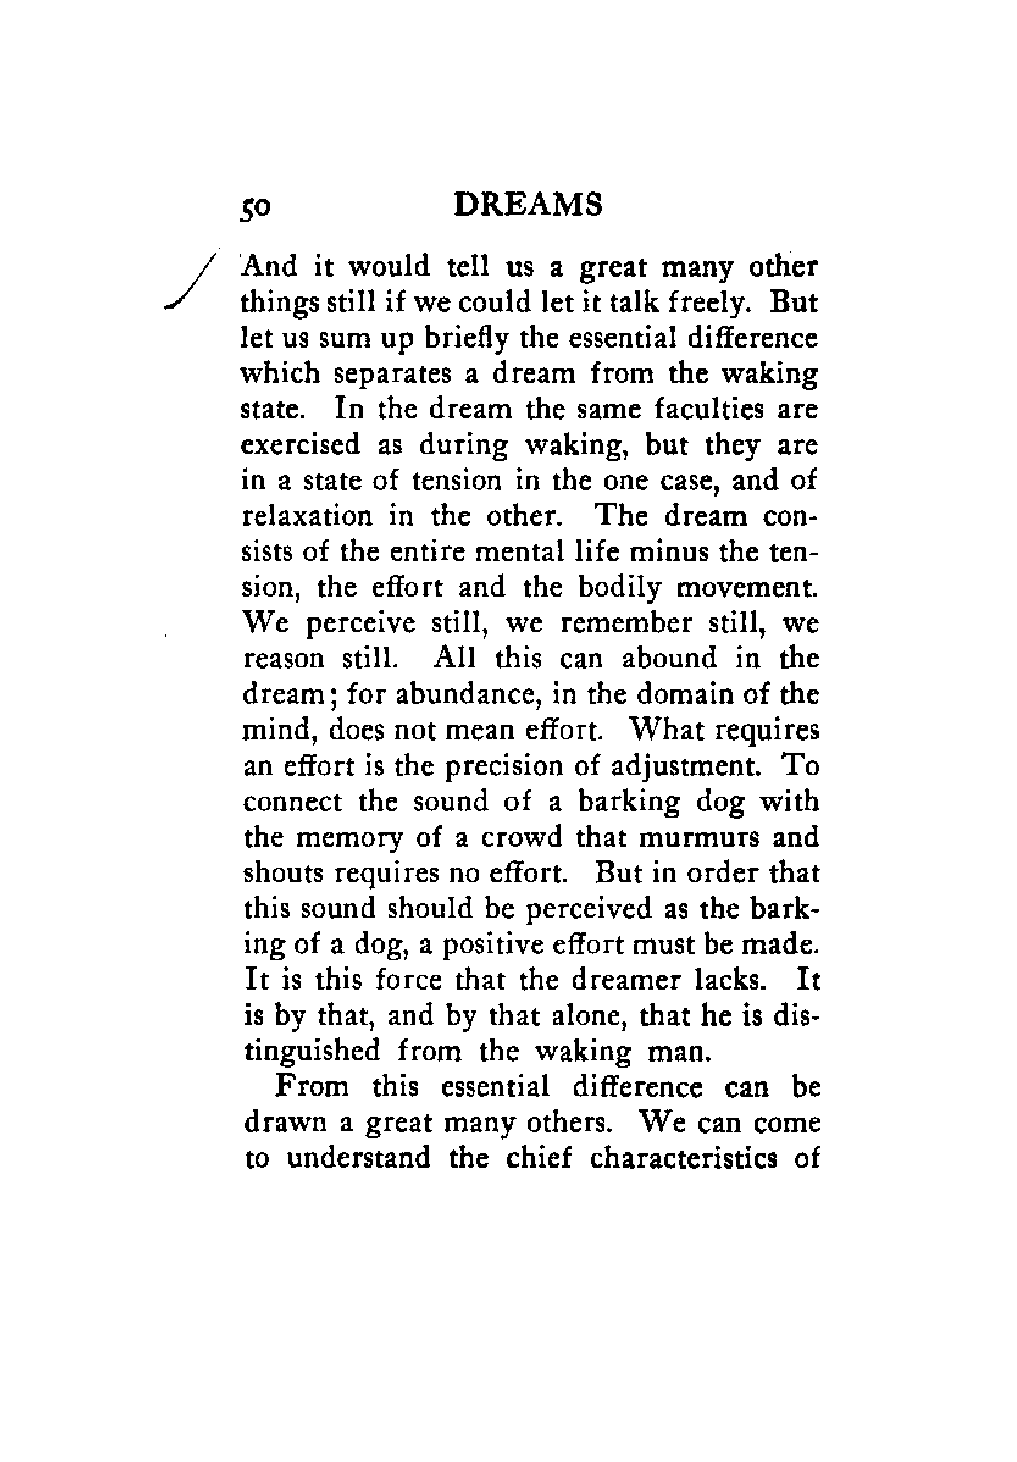 50 DREAMS
And it would tell us a great many other
things still if we could let it talk freely. But
let us sum up briefly the essential difference
which separates a dream from the waking
state. In the dream the same faculties are
exercised as during waking, but they are
in a state of tension in the one case, and of
relaxation in the other. The dream con-
sists of the entire mental life minus the ten-
sion, the effort and the bodily movement.
We perceive still, we remember still, we
reason still. All this can abound in the
dream; for abundance, in the domain of the
mind, does not mean effort. What requires
an effort is the precision of adjustment. To
connect the sound of a barking dog with
the memory of a crowd that murmurs and
shouts requires no effort. But in order that
this sound should be perceived as the bark-
ing of a dog, a positive effort must be made.
It is this force that the dreamer lacks. It
is by that, and by that alone, that he is dis-
tinguished from the waking man.
From this essential difference can be
drawn a great many others. We can come
to understand the chief characteristics of